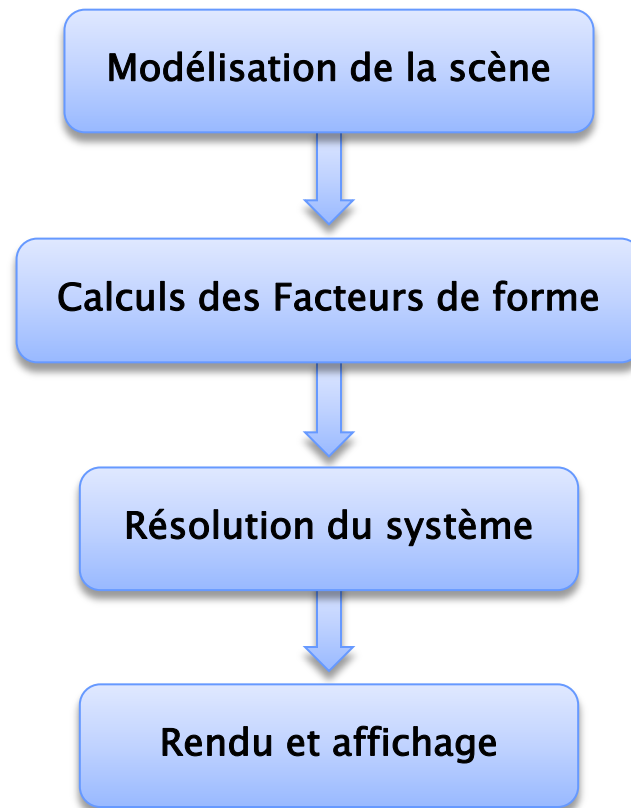 Modélisation de la scène
Calculs des Facteurs de forme
Résolution du système
Rendu et affichage